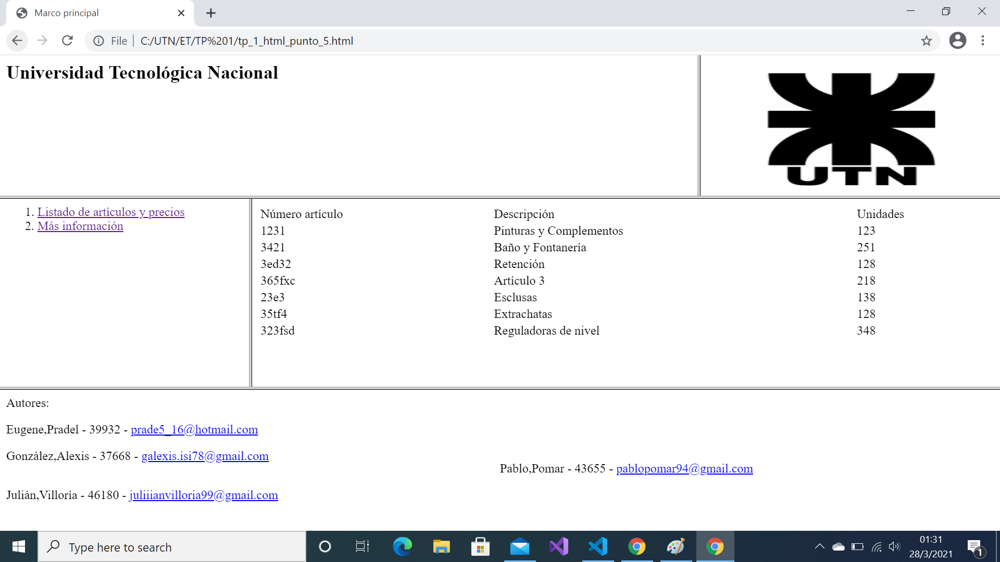 Marco principal
File
C:/UTN/ET/TP%201/tp_1_html_punto_5.html
Universidad Tecnológica Nacional
UTN
1. Listado de artículos y precios
2. Más información
Número artículo Descripción Unidades
1231 Pinturas y Complementos 123
3421 Baño y Fontanería 251
3ed32 Retención 128
365fxc Artículo 3 218
23e3 Esclusas 138
35tf4 Extrachatas 128
323fsd Reguladoras de nivel 348
Autores:
Eugene,Pradel - 39932 - prade5_16@hotmail.com
González,Alexis - 37668 - galexis.isi78@gmail.com
Pablo,Pomar - 43655 - pablopomar94@gmail.com
Julián,Villoría - 46180 - juliiianvilloria99@gmail.com
Type here to search
01:31
28/3/2021
1